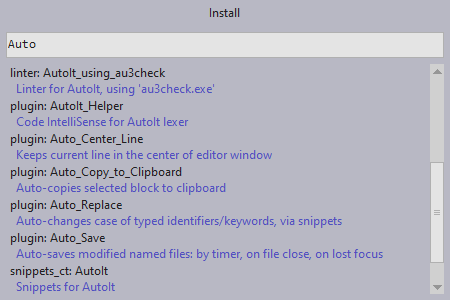 Install
Auto
linter: AutoIt_using_au3check
Linter for AutoIt, using 'au3check.exe'
plugin: AutoIt_Helper
Code IntelliSense for AutoIt lexer
plugin: Auto_Center_Line
Keeps current line in the center of editor window
plugin: Auto_Copy_to_Clipboard
Auto-copies selected block to clipboard
plugin: Auto_Replace
Auto-changes case of typed identifiers/keywords, via snippets
plugin: Auto_Save
Auto-saves modified named files: by timer, on file close, on lost focus
snippets_ct: AutoIt
Snippets for AutoIt